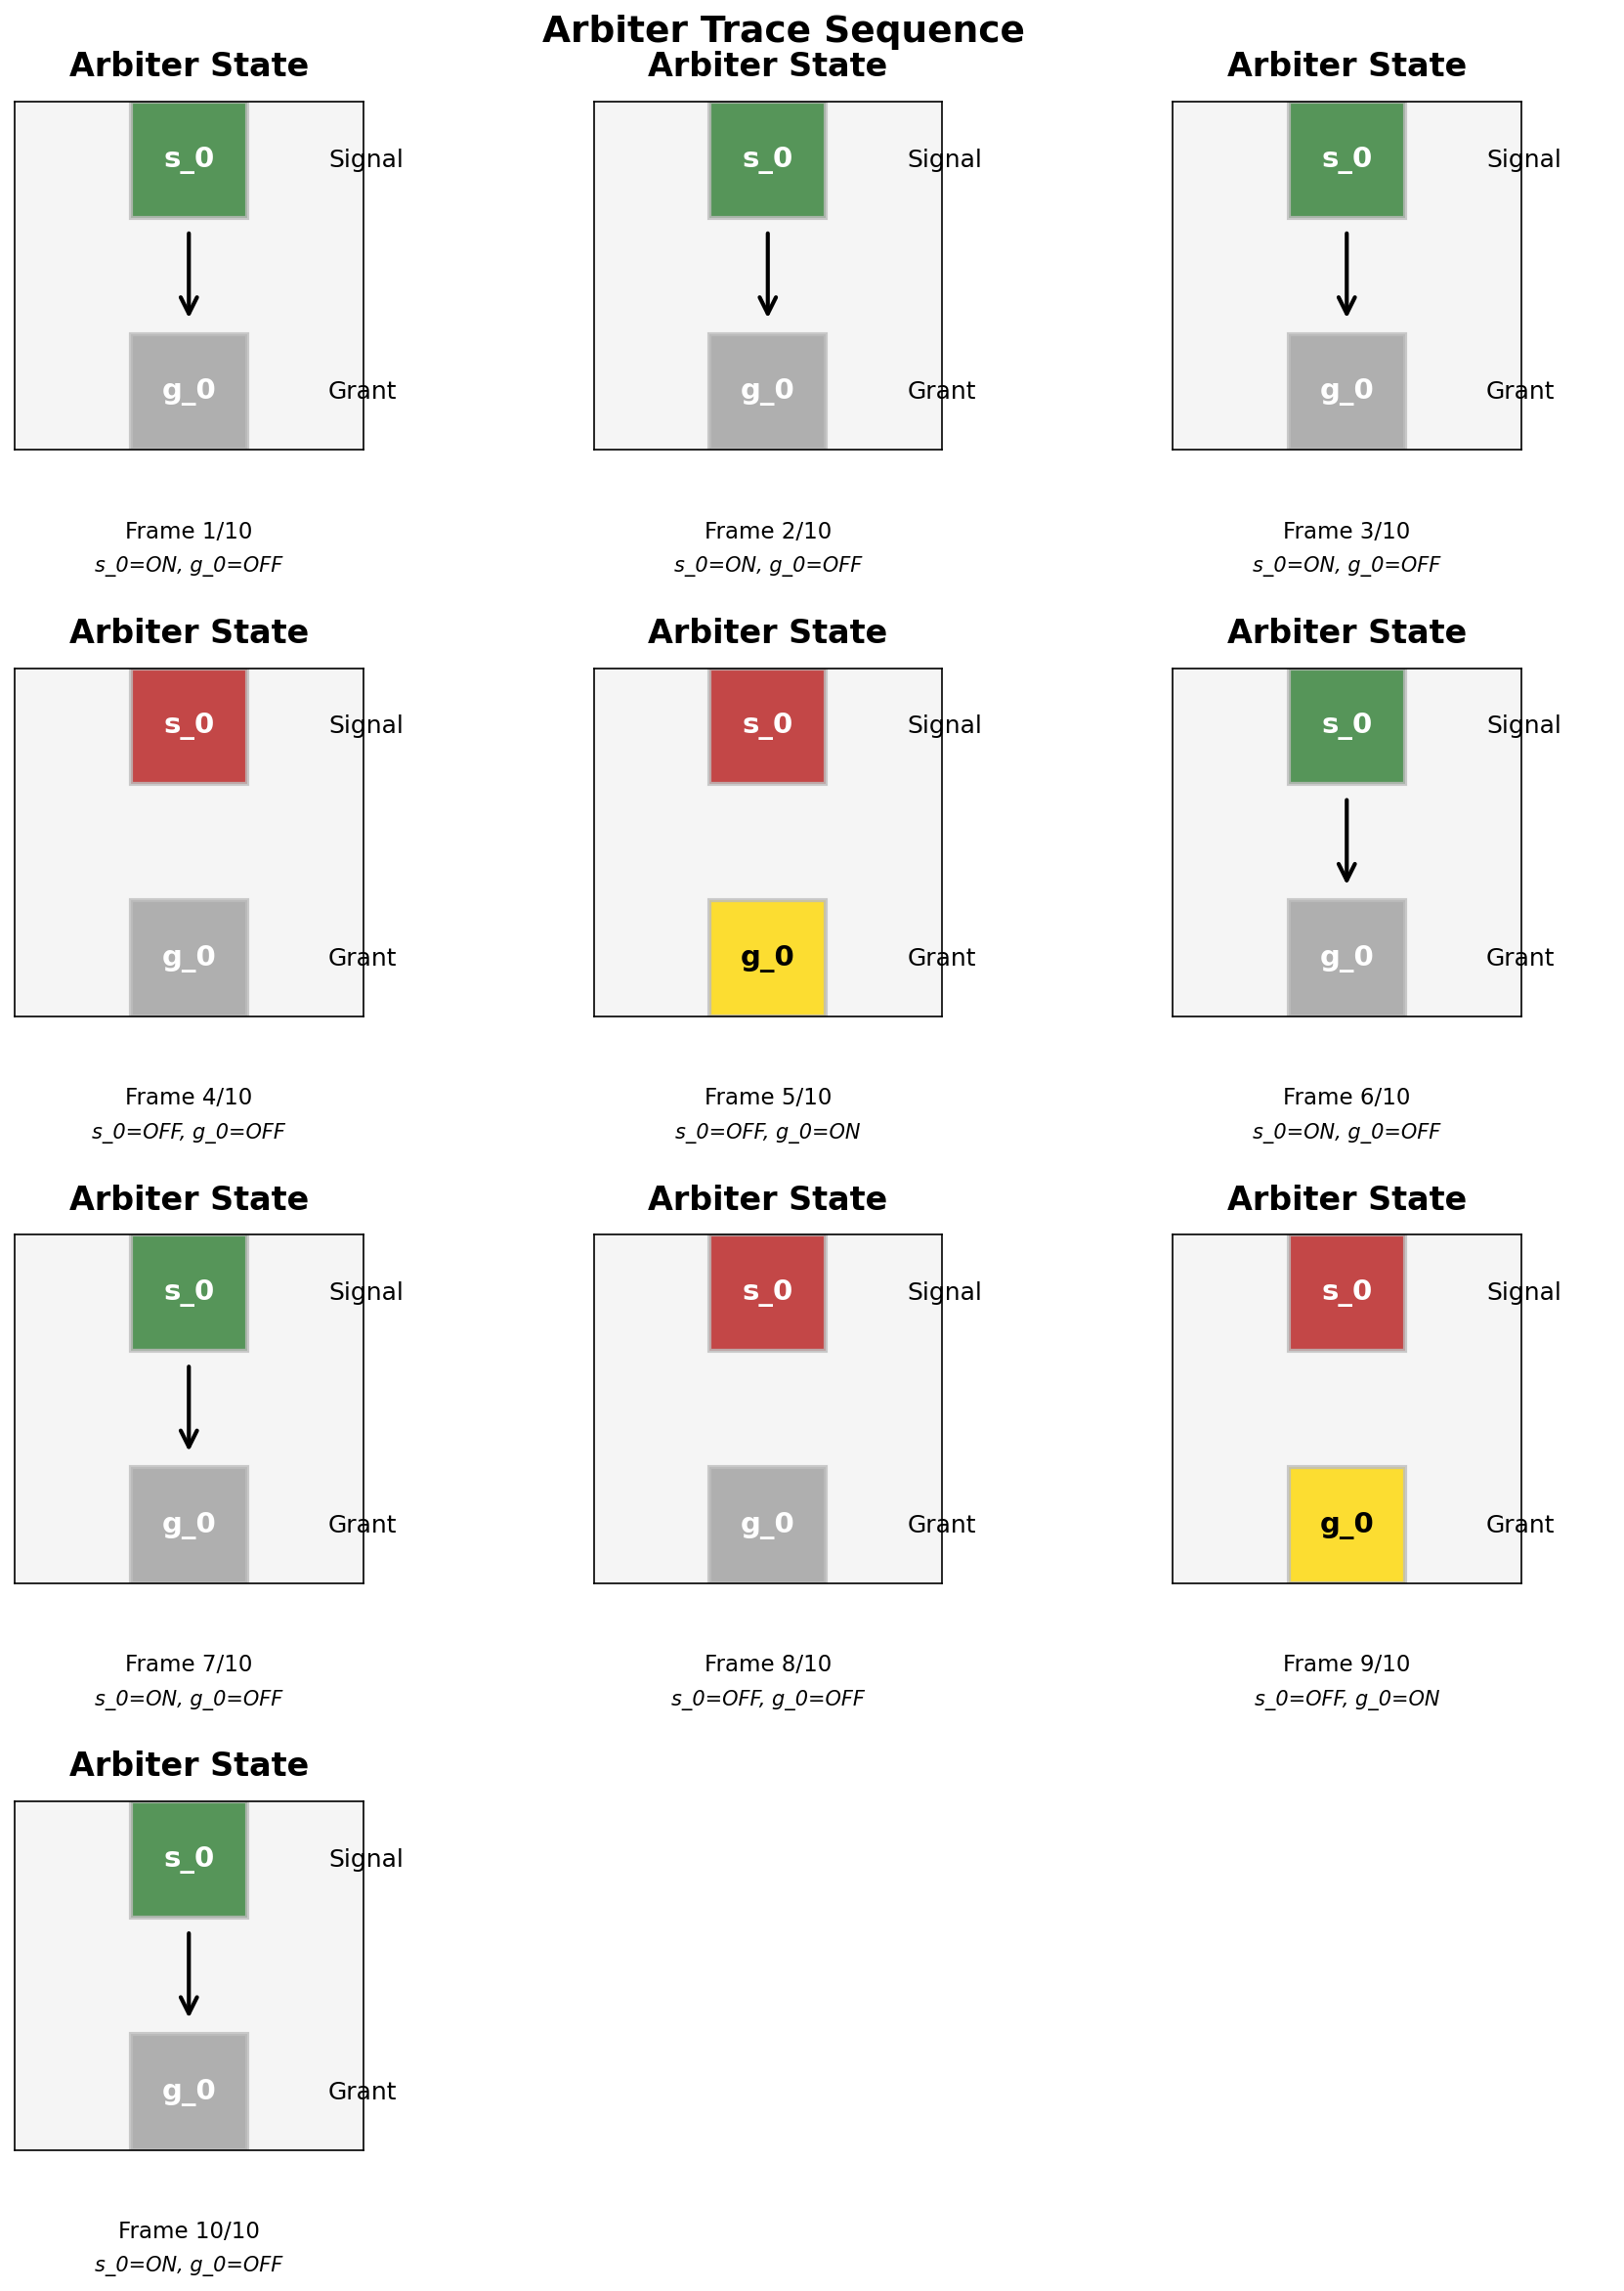 Arbiter Trace Sequence
Arbiter State
Arbiter State
Arbiter State
s_0
Signal
s_0
Signal
s_0
Signal
g_0
Grant
g_0
Grant
g_0
Grant
Frame 1/10
Frame 2/10
Frame 3/10
s_0=ON, g_0=OFF
s_0=ON, g_0=OFF
s_0=ON, g_0=OFF
Arbiter State
Arbiter State
Arbiter State
s_0
Signal
s_0
Signal
s_0
Signal
g_0
Grant
g_0
Grant
g_0
Grant
Frame 4/10
Frame 5/10
Frame 6/10
s_0=OFF, g_0=OFF
s_0=OFF, g_0=ON
s_0=ON, g_0=OFF
Arbiter State
Arbiter State
Arbiter State
s_0
Signal
s_0
Signal
s_0
Signal
g_0
Grant
g_0
Grant
g_0
Grant
Frame 7/10
Frame 8/10
Frame 9/10
s_0=ON, g_0=OFF
s_0=OFF, g_0=OFF
s_0=OFF, g_0=ON
Arbiter State
s_0
Signal
g_0
Grant
Frame 10/10
s_0=ON, g_0=OFF